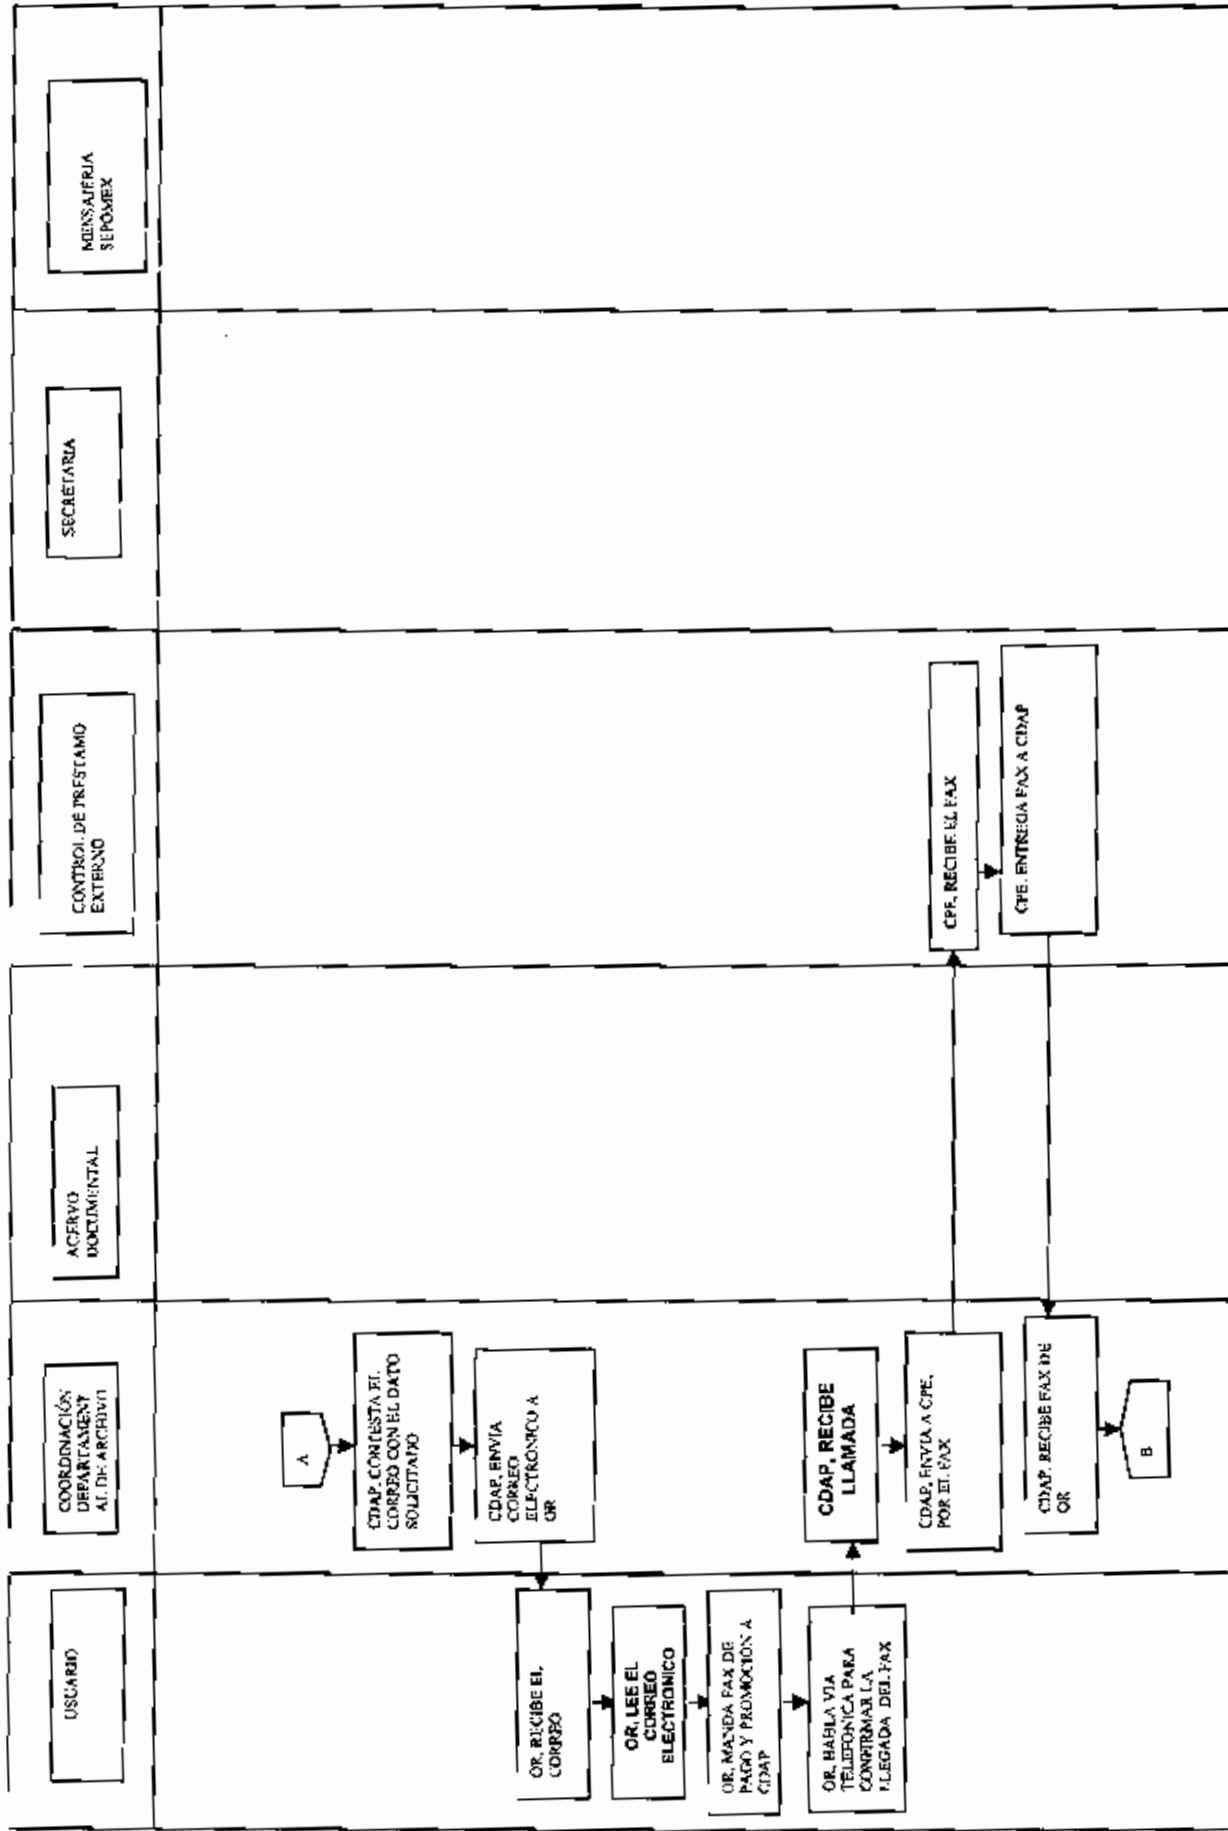 USUARIO
COORDINACIÓN
DEPARTAMENT
AL DE ARCHIVO
ACERVO
DOCUMENTAL
CONTROL DE PRESTAMO
EXTERNO
SECRETARIA
MENSAJERIA
SEPOMEX
A
CDAP, CONTESTA EL
CORREO CON EL DATO
SOLICITADO
CDAP, ENVIA
CORREO
ELECTRONICO A
OR
OR, RECIBE EL
CORREO
OR, LEE EL
CORREO
ELECTRONICO
OR, MANDA FAX DE
PAGO Y PROMOCIÓN A
CDAP
OR, HABLA VIA
TELEFONICA PARA
CONFIRMAR LA
LLEGADA DEL FAX
CDAP, RECIBE
LLAMADA
CDAP, ENVIA A CPE,
POR EL FAX
CPE, RECIBE EL FAX
CPE, ENTREGA FAX A CDAP
CDAP, RECIBE FAX DE
OR
B